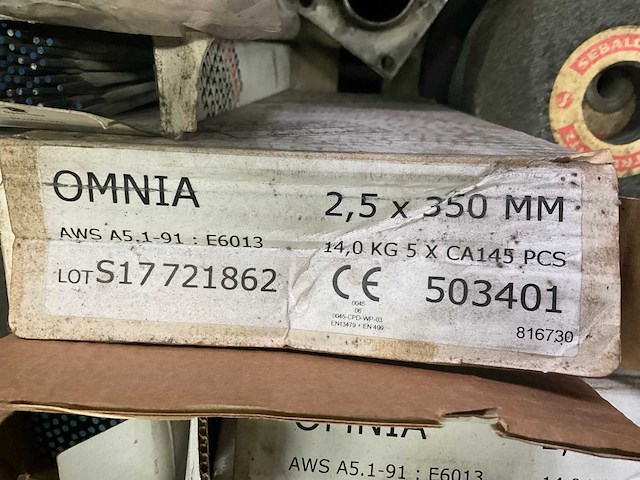 SEBALD
OMNIA
2,5 x 350 MM
AWS A5.1-91 : E6013
14,0 KG 5 X CA145 PCS
LOT S17721862
CE
503401
0045
06
0045-CPD-WP-03
EN13479 + EN 499
816730
OMNIA
AWS A5.1-91 : E6013